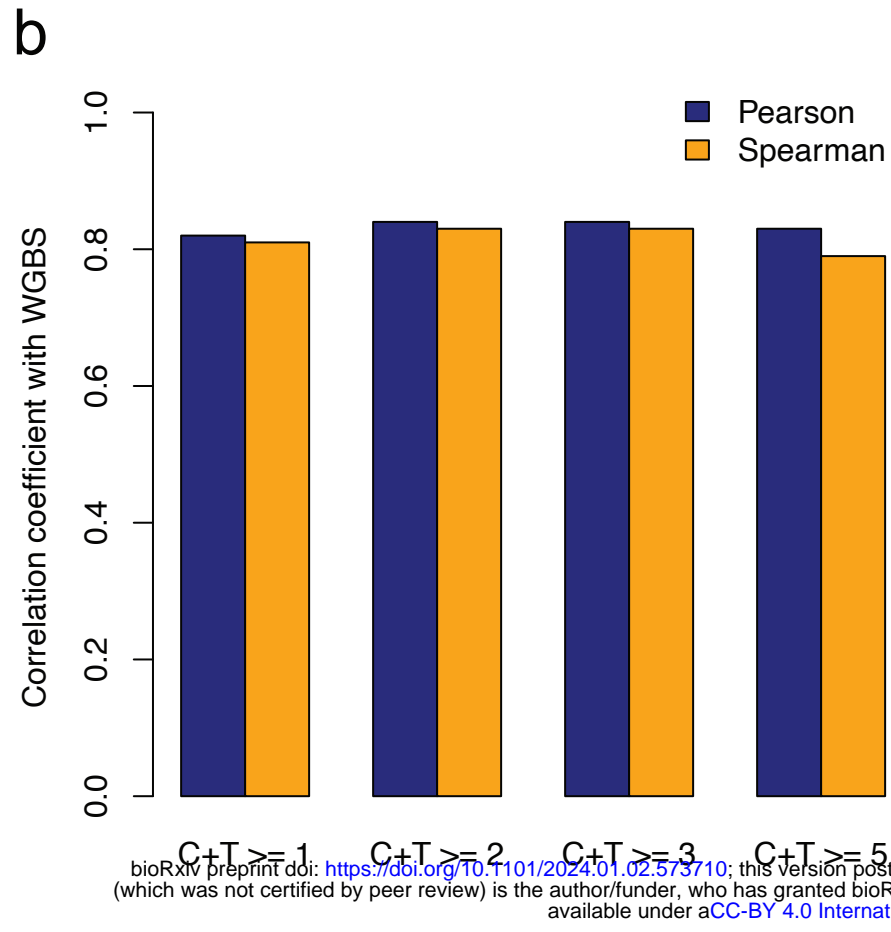 b
Pearson
Spearman
Correlation coefficient with WGBS
1.0
0.8
0.6
0.4
0.2
0.0
C+T >= 1 C+T >= 2 C+T >= 3 C+T >= 5
bioRxiv preprint doi: https://doi.org/10.1101/2024.01.02.573710; this version post
(which was not certified by peer review) is the author/funder, who has granted bioR
available under aCC-BY 4.0 Internat